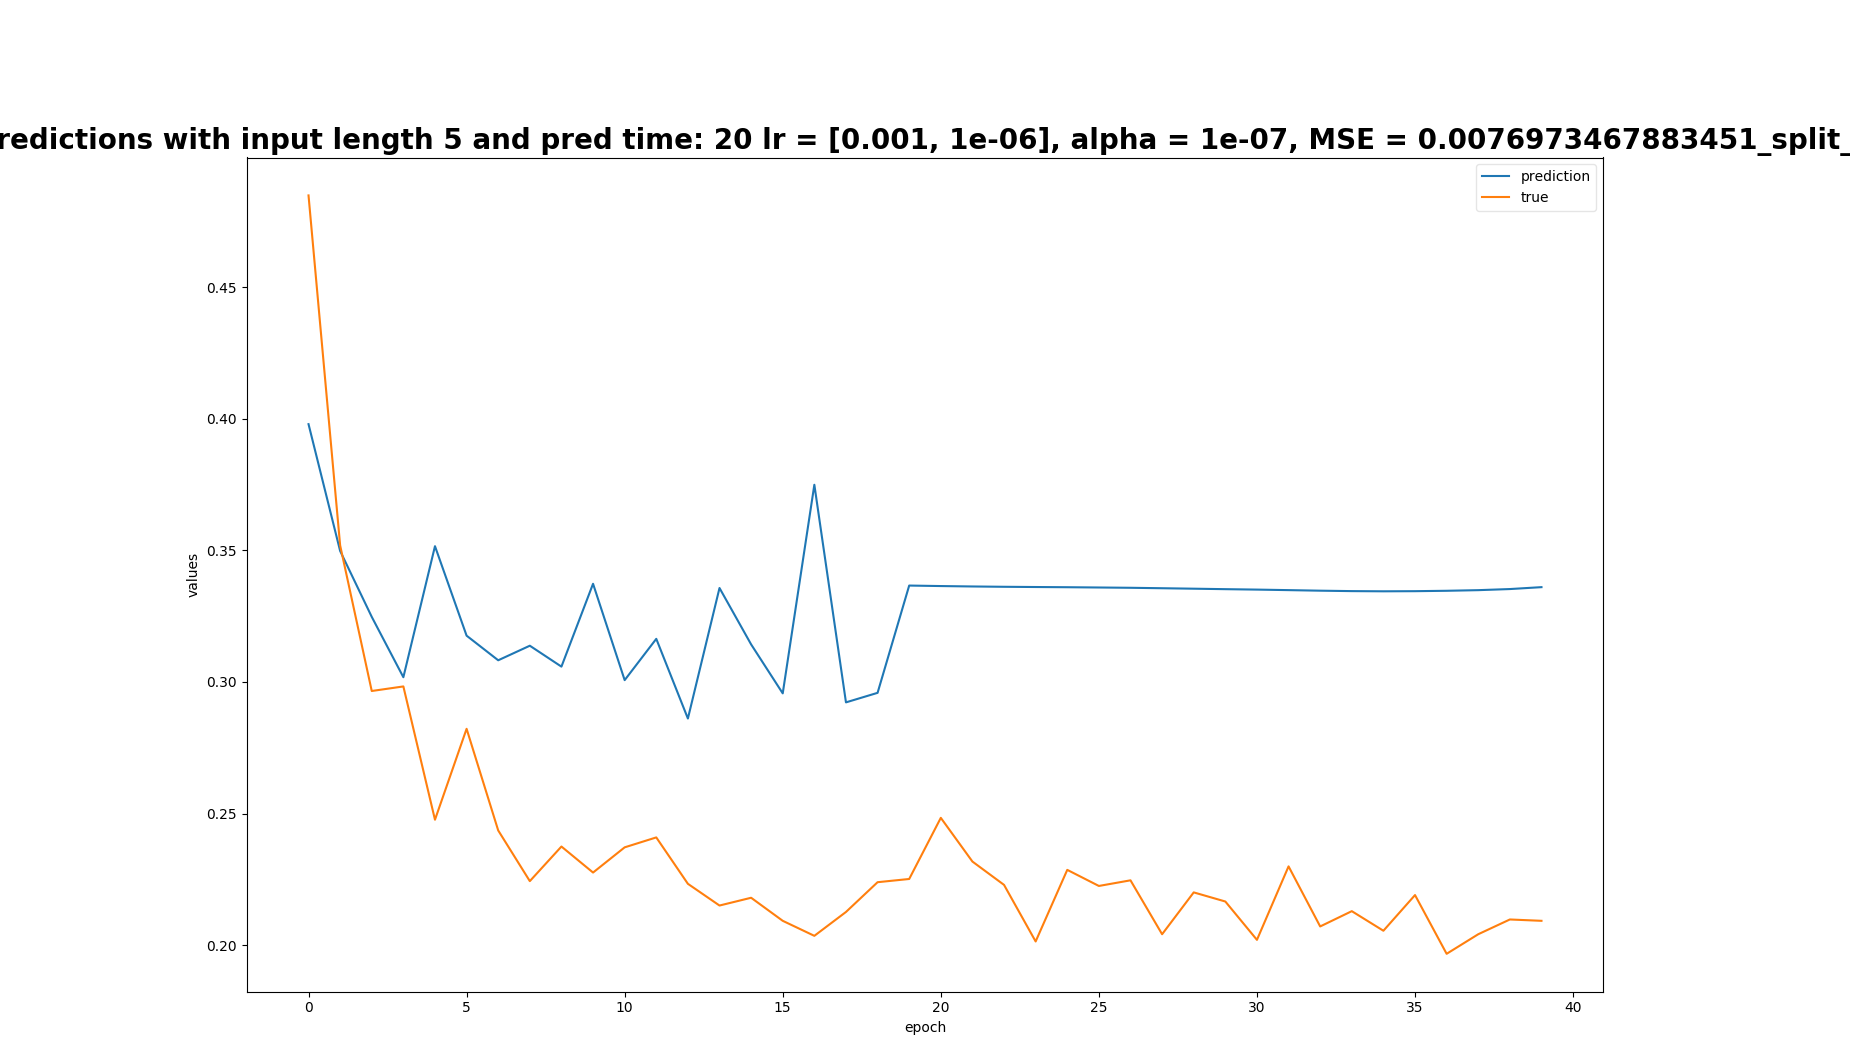 redictions with input length 5 and pred time: 20 lr = [0.001, 1e-06], alpha = 1e-07, MSE = 0.0076973467883451_split_
prediction
true
0.45
0.40
0.35
0.30
0.25
0.20
values
0 5 10 15 20 25 30 35 40
epoch